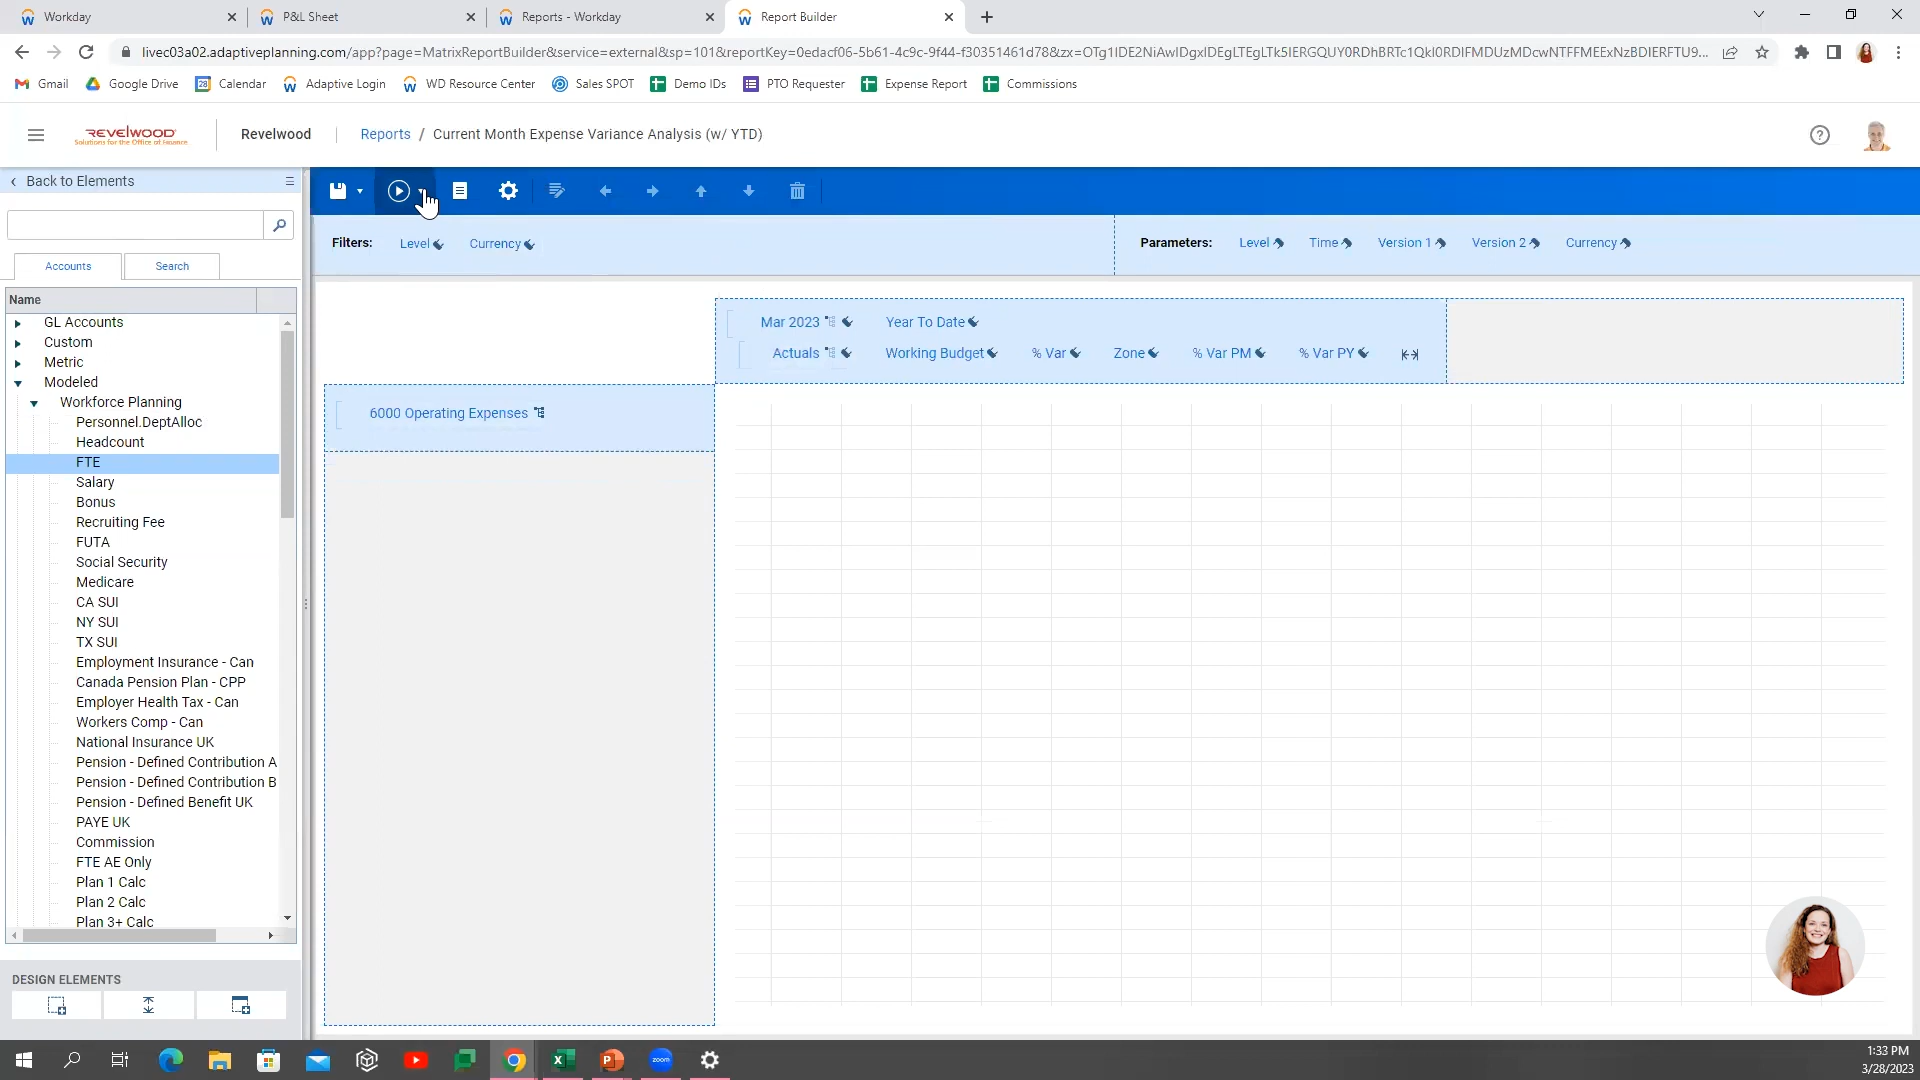 Workday
P&L Sheet
Reports - Workday
Report Builder
livec03a02.adaptiveplanning.com/app?page=MatrixReportBuilder&service=external&sp=101&reportKey=0edacf06-5b61-4c9c-9f44-f30351461d78&zx=
Gmail
Google Drive
Calendar
Adaptive Login
WD Resource Center
Sales SPOT
Demo IDs
PTO Requester
Expense Report
Commissions
REVELWOOD
Solutions for the Office of Finance
Revelwood
Reports / Current Month Expense Variance Analysis (w/ YTD)
Back to Elements
Accounts
Search
Name
GL Accounts
Custom
Metric
Modeled
Workforce Planning
Personnel.DeptAlloc
Headcount
FTE
Salary
Bonus
Recruiting Fee
FUTA
Social Security
Medicare
CA SUI
NY SUI
TX SUI
Employment Insurance - Can
Canada Pension Plan - CPP
Employer Health Tax - Can
Workers Comp - Can
National Insurance UK
Pension - Defined Contribution A
Pension - Defined Contribution B
Pension - Defined Benefit UK
PAYE UK
Commission
FTE AE Only
Plan 1 Calc
Plan 2 Calc
Plan 3+ Calc
DESIGN ELEMENTS
Filters: Level Currency
Parameters: Level Time Version 1 Version 2 Currency
Mar 2023 Year To Date
Actuals Working Budget % Var Zone % Var PM % Var PY
6000 Operating Expenses
zoom
1:33 PM
3/28/2023